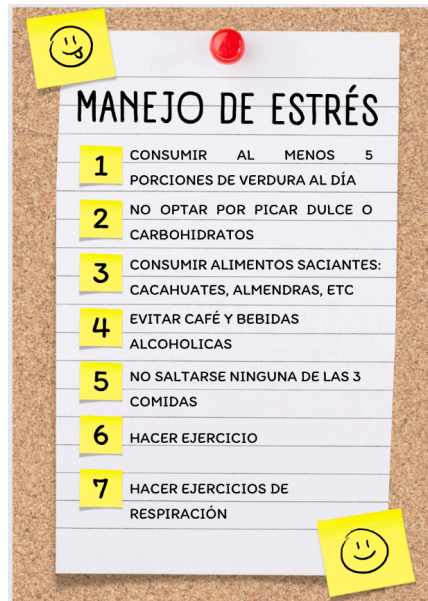 MANEJO DE ESTRÉS
1
CONSUMIR AL MENOS 5
PORCIONES DE VERDURA AL DÍA
2
NO OPTAR POR PICAR DULCE O
CARBOHIDRATOS
3
CONSUMIR ALIMENTOS SACIANTES:
CACAHUATES, ALMENDRAS, ETC
4
EVITAR CAFÉ Y BEBIDAS
ALCOHOLICAS
5
NO SALTARSE NINGUNA DE LAS 3
COMIDAS
6
HACER EJERCICIO
7
HACER EJERCICIOS DE
RESPIRACIÓN